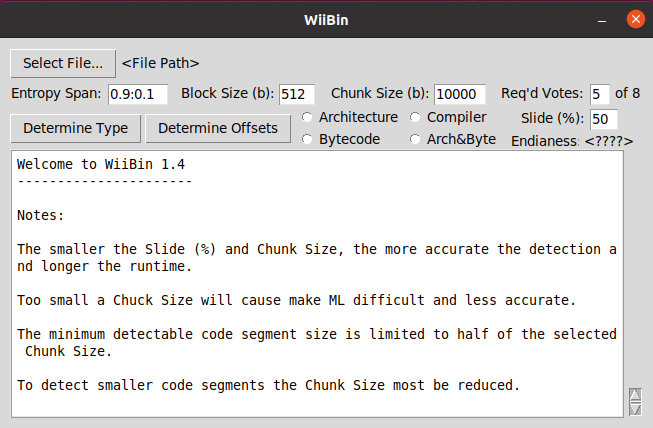 WiiBin
Select File... <File Path>
Entropy Span: 0.9:0.1 Block Size (b): 512 Chunk Size (b): 10000 Req'd Votes: 5 of 8
Determine Type Determine Offsets Architecture Compiler Slide (%): 50
Bytecode Arch&Byte Endianess: <????>
Welcome to WiiBin 1.4
----------------------
Notes:
The smaller the Slide (%) and Chunk Size, the more accurate the detection a
nd longer the runtime.
Too small a Chuck Size will cause make ML difficult and less accurate.
The minimum detectable code segment size is limited to half of the selected
Chunk Size.
To detect smaller code segments the Chunk Size most be reduced.